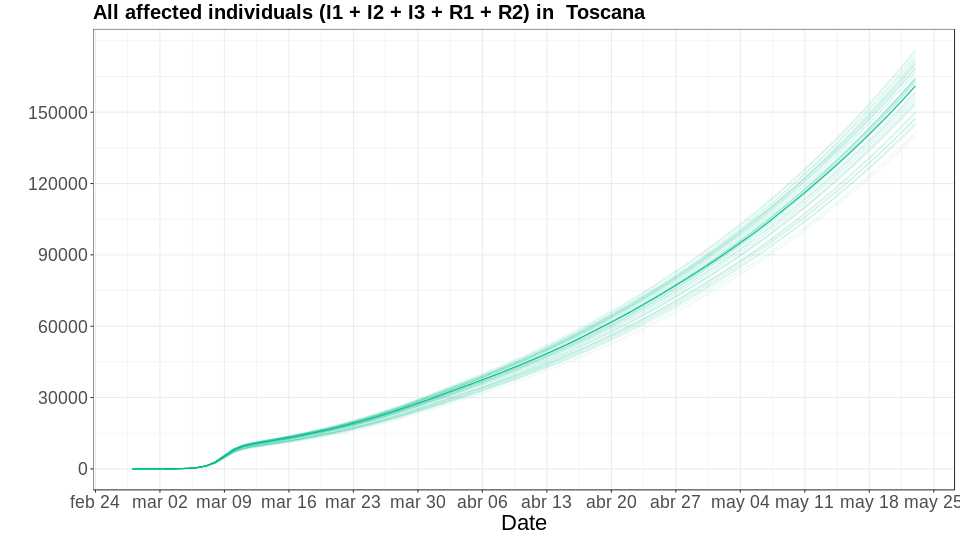 All affected individuals (I1 + I2 + I3 + R1 + R2) in  Toscana
150000
120000
90000
60000
30000
0
feb 24 mar 02 mar 09 mar 16 mar 23 mar 30 abr 06 abr 13 abr 20 abr 27 may 04 may 11 may 18 may 25
Date